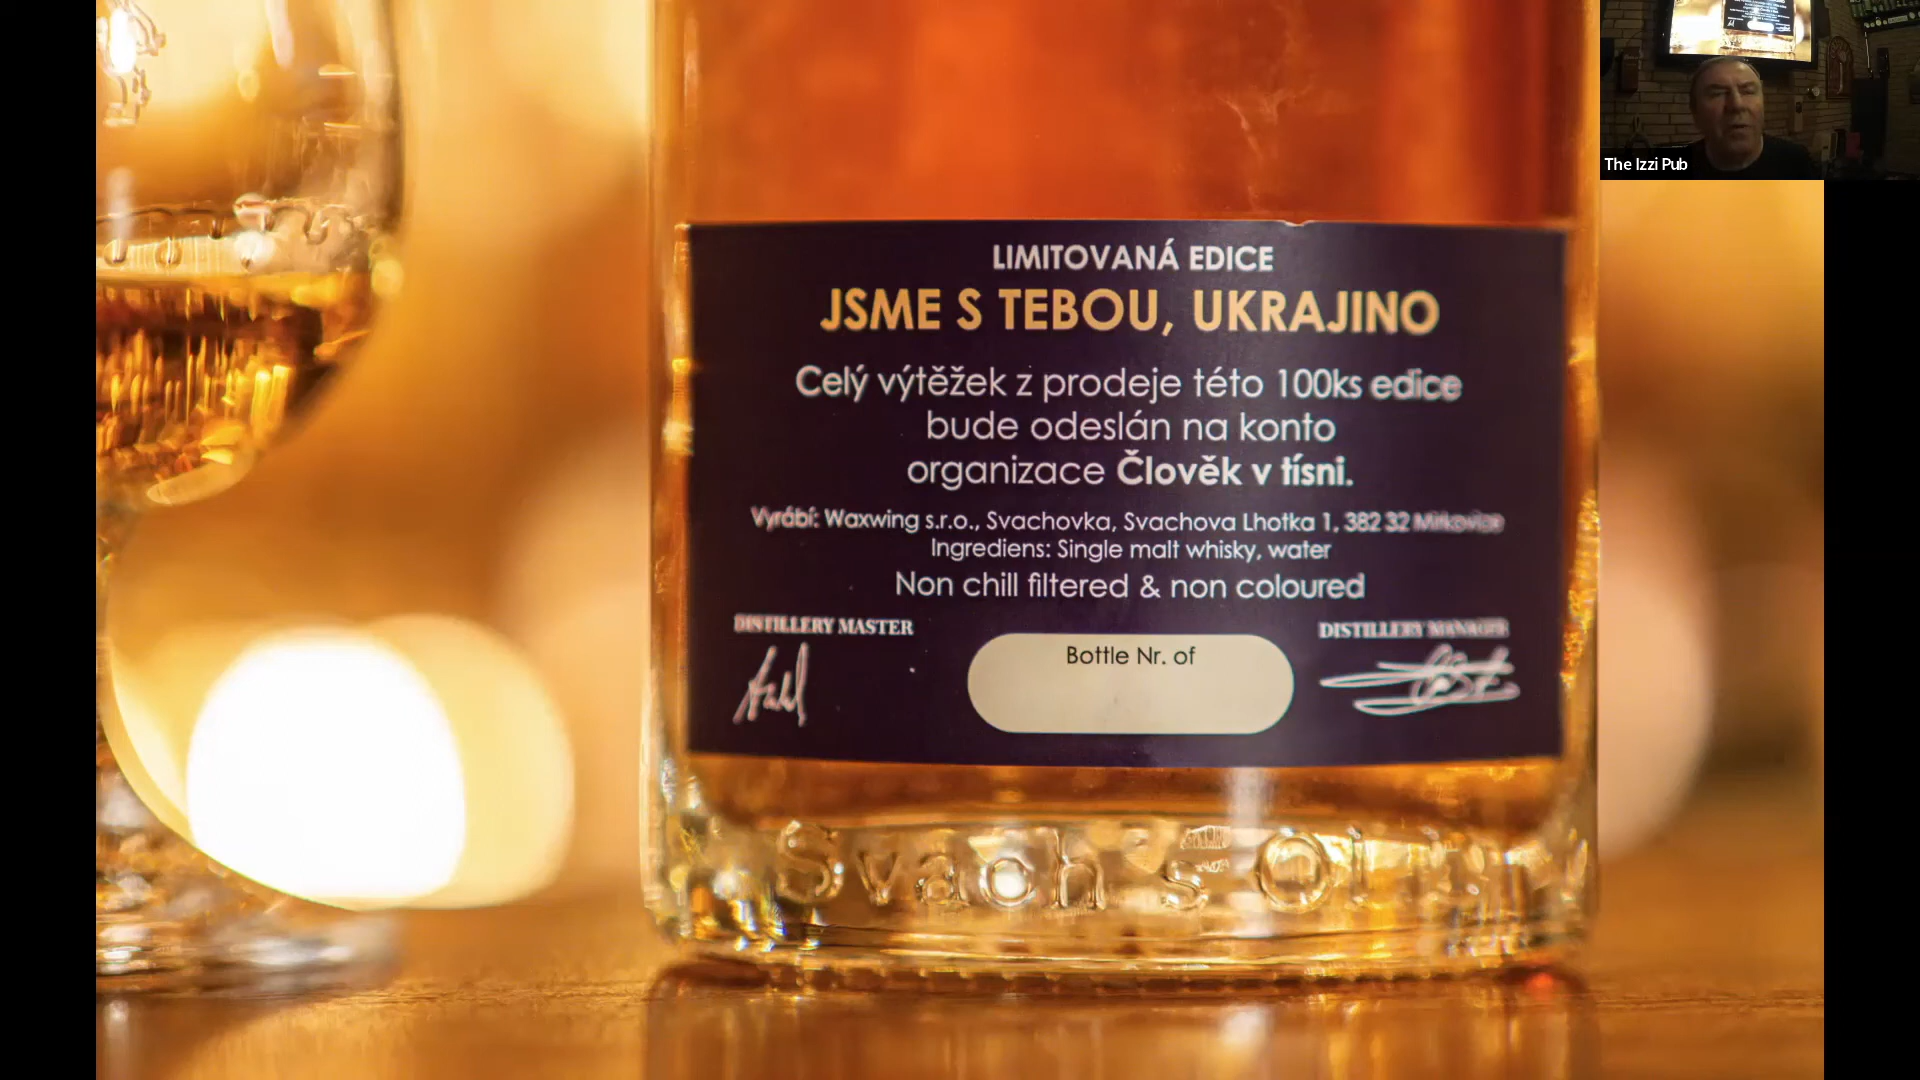 LIMITOVANÁ EDICE
JSME S TEBOU, UKRAJINO
Celý výtěžek z prodeje této 100ks edice
bude odeslán na konto
organizace Člověk v tísni.
Vyrábí: Waxwing s.r.o., Svachovka, Svachova Lhotka 1, 382 32 Mirkovice
Ingrediens: Single malt whisky, water
Non chill filtered & non coloured
DISTILLERY MASTER
DISTILLERY MANAGER
Bottle Nr. of
Svach's
The Izzi Pub